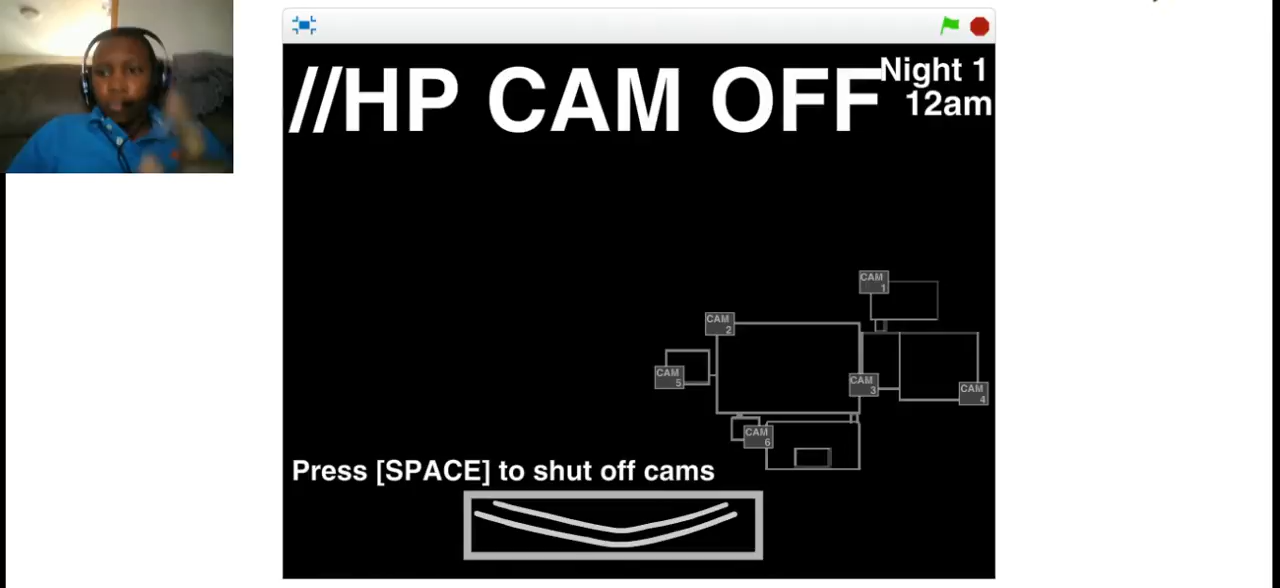 //HP CAM OFF
Night 1
12am
CAM 1
CAM 2
CAM 5
CAM 3
CAM 4
CAM 6
Press [SPACE] to shut off cams